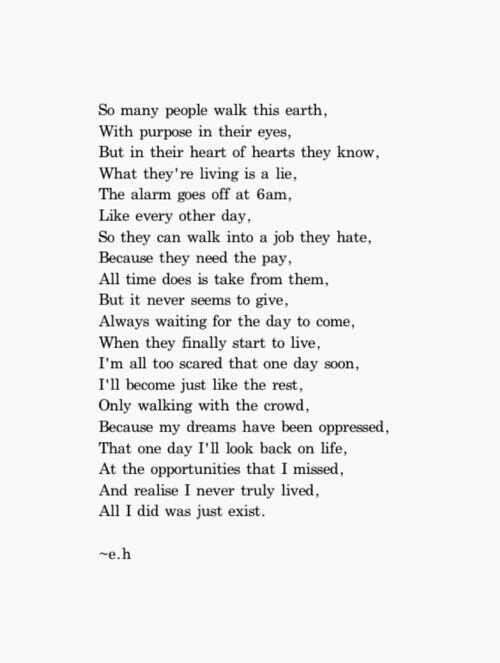 So many people walk this earth,
With purpose in their eyes,
But in their heart of hearts they know,
What they're living is a lie,
The alarm goes off at 6am,
Like every other day,
So they can walk into a job they hate,
Because they need the pay,
All time does is take from them,
But it never seems to give,
Always waiting for the day to come,
When they finally start to live,
I'm all too scared that one day soon,
I'll become just like the rest,
Only walking with the crowd,
Because my dreams have been oppressed,
That one day I'll look back on life,
At the opportunities that I missed,
And realise I never truly lived,
All I did was just exist.
~e.h